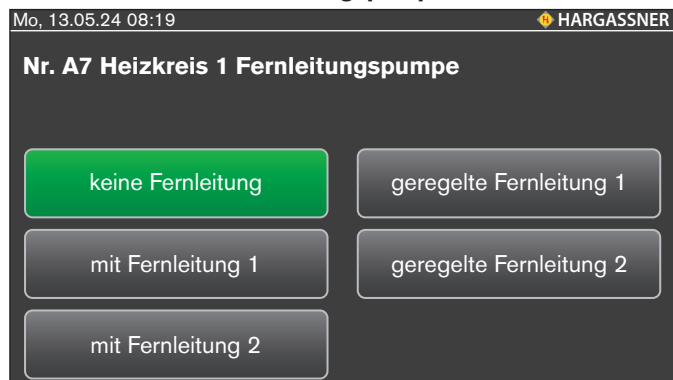 Mo, 13.05.24 08:19 HARGASSNER
Nr. A7 Heizkreis 1 Fernleitungspumpe
keine Fernleitung geregelte Fernleitung 1
mit Fernleitung 1 geregelte Fernleitung 2
mit Fernleitung 2